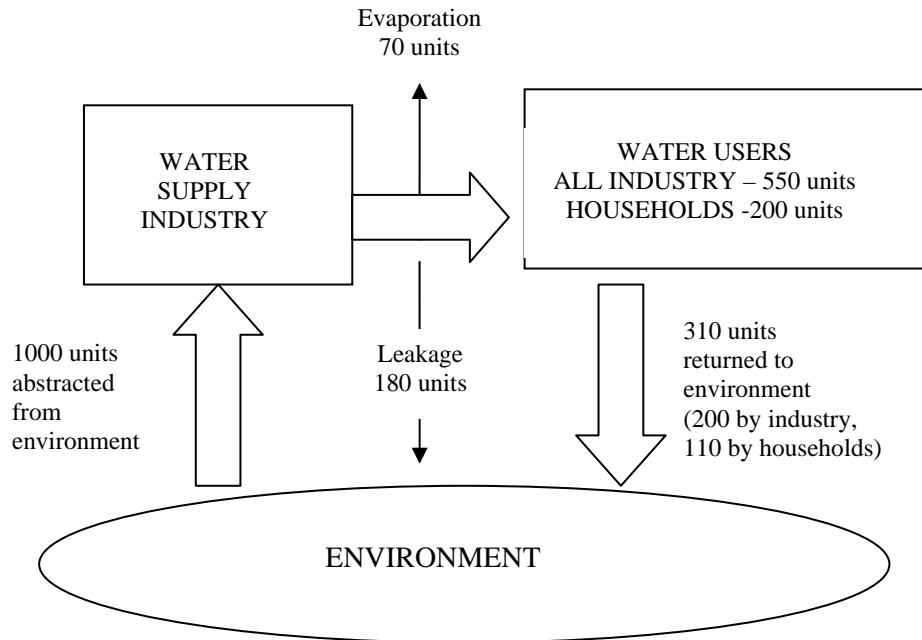 Evaporation
70 units
WATER
SUPPLY
INDUSTRY
WATER USERS
ALL INDUSTRY – 550 units
HOUSEHOLDS -200 units
1000 units
abstracted
from
environment
Leakage
180 units
310 units
returned to
environment
(200 by industry,
110 by households)
ENVIRONMENT